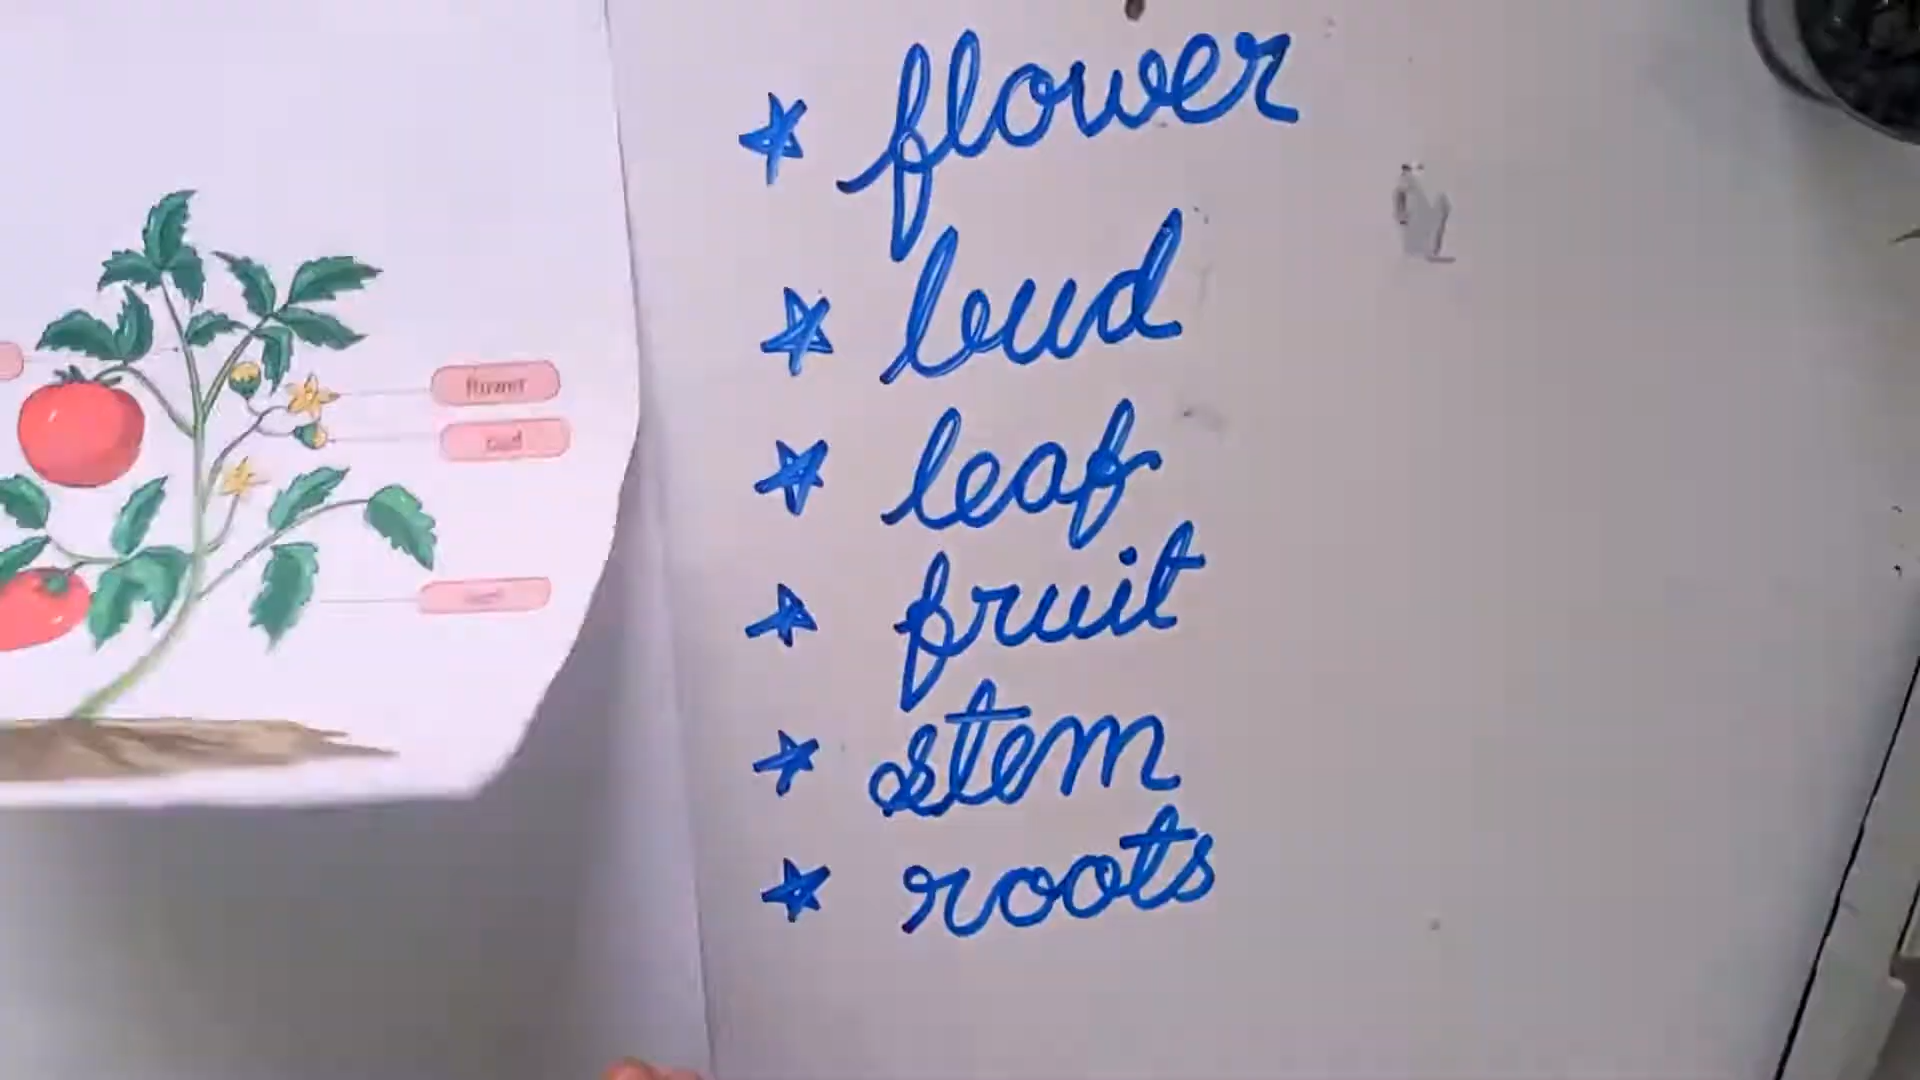 flower
bud
leaf
fruit
stem
roots
flower
bud